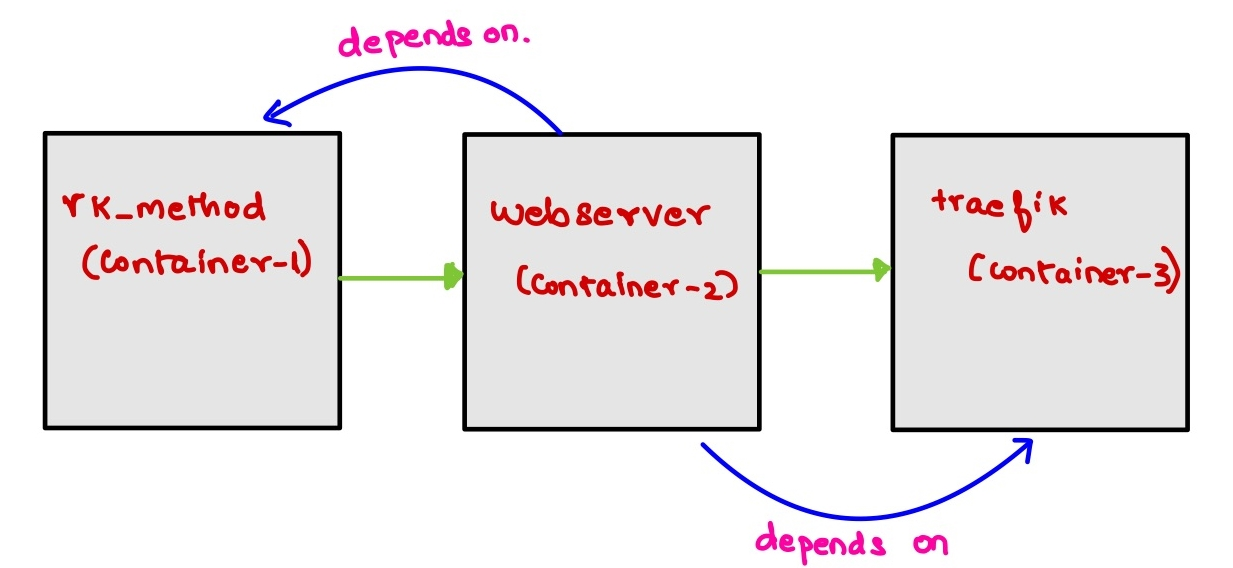 depends on.
rk_method
(container-1)
webserver
(container-2)
traefik
(container-3)
depends on